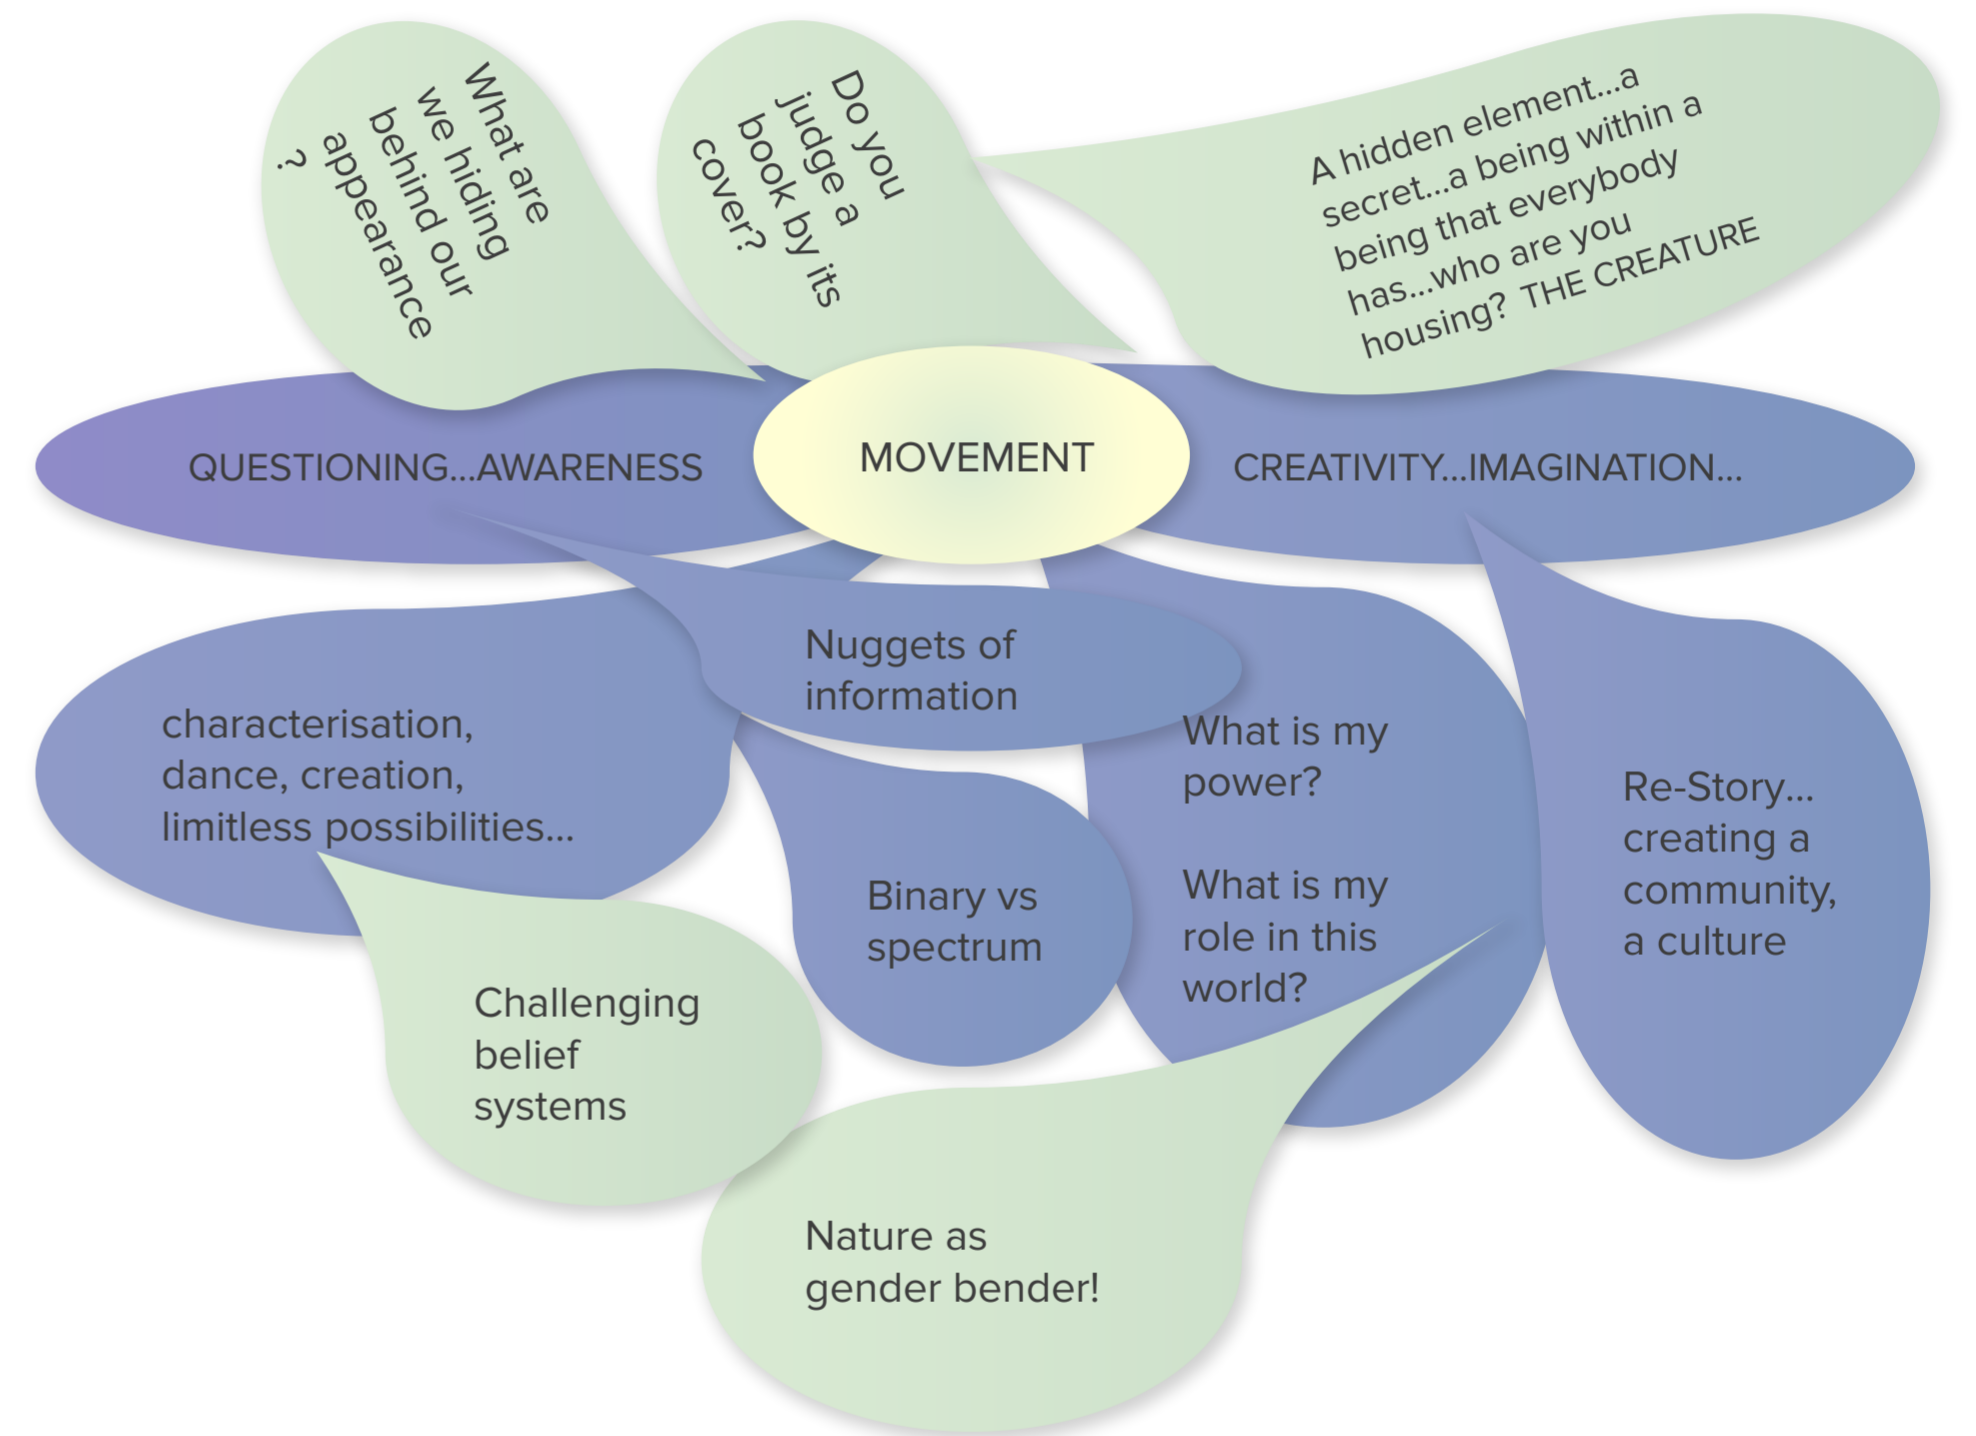 What are
we hiding
behind our
appearance
?
Do you
judge a
book by its
cover?
A hidden element...a
secret...a being within a
being that everybody
has...who are you
housing?  THE CREATURE
QUESTIONING...AWARENESS
MOVEMENT
CREATIVITY...IMAGINATION...
Nuggets of
information
characterisation,
dance, creation,
limitless possibilities...
What is my
power?
What is my
role in this
world?
Re-Story...
creating a
community,
a culture
Binary vs
spectrum
Challenging
belief
systems
Nature as
gender bender!